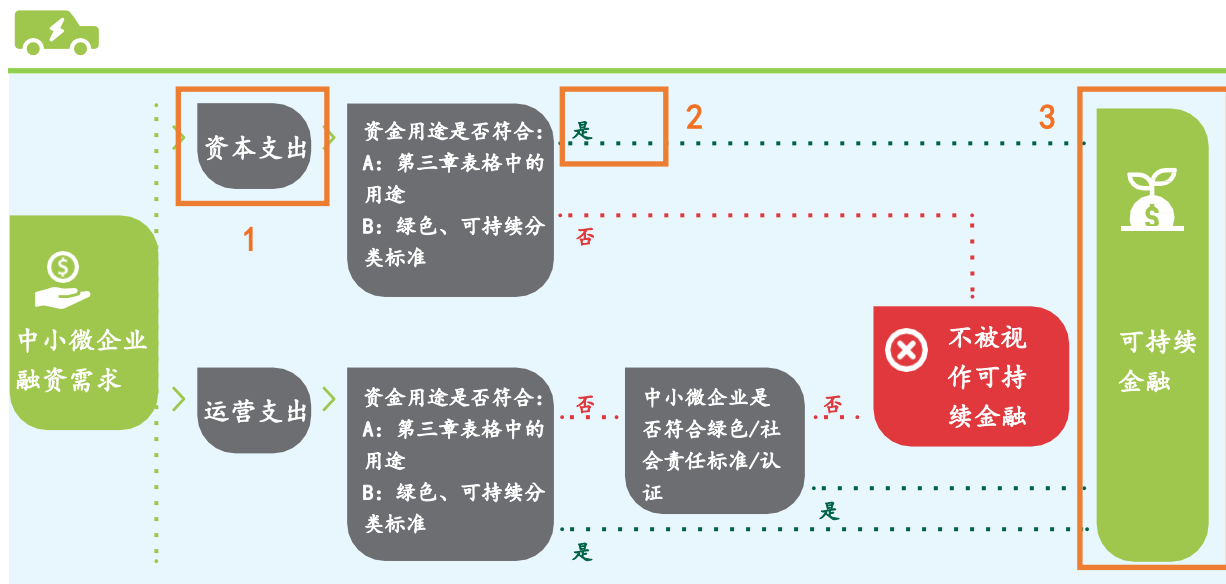 中小微企业
融资需求
资本支出
1
资金用途是否符合：
A：第三章表格中的
用途
B：绿色、可持续分
类标准
是
2
否
运营支出
资金用途是否符合：
A：第三章表格中的
用途
B：绿色、可持续分
类标准
否
是
中小微企业是
否符合绿色/社
会责任标准/认
证
否
是
不被视
作可持
续金融
3
$
可持续
金融
$